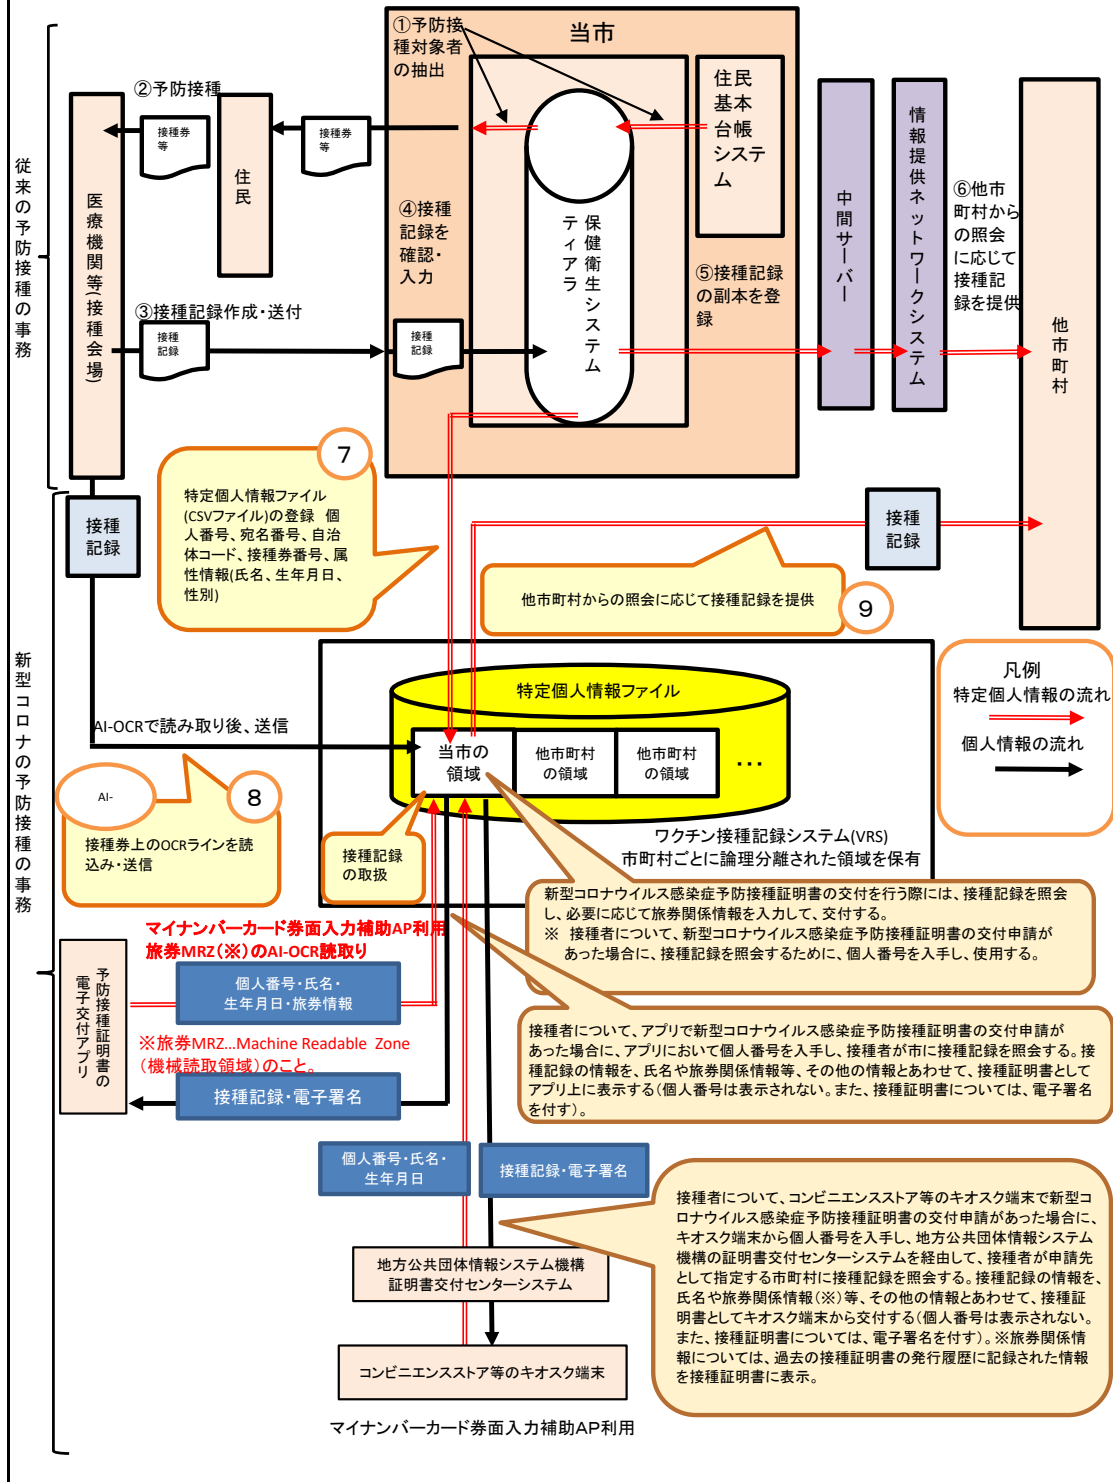 従来の予防接種の事務
当市
①予防接
種対象者
の抽出
②予防接種
接種券
等
接種券
等
住民
医療機関等(接種会場)
③接種記録作成・送付
接種
記録
④接種
記録を
確認・
入力
接種
記録
保健衛生システム
ティアラ
住民
基本
台帳
システテ
ム
⑤接種記録
の副本を登
録
中間サーバー
情報提供ネットワークシステム
⑥他市
町村から
の照会
に応じて
接種記
録を提供
他市町村
新型コロナの予防接種の事務
接種
記録
7
特定個人情報ファイル
(CSVファイル)の登録　個
人番号、宛名番号、自治
体コード、接種券番号、属
性情報(氏名、生年月日、
性別)
接種
記録
他市町村からの照会に応じて接種記録を提供
9
凡例
特定個人情報の流れ
個人情報の流れ
特定個人情報ファイル
AI-OCRで読み取り後、送信
当市の
領域
他市町村
の領域
他市町村
の領域
…
AI-
8
接種券上のOCRラインを読
込み・送信
接種記録
の取扱
ワクチン接種記録システム(VRS)
市町村ごとに論理分離された領域を保有
新型コロナウイルス感染症予防接種証明書の交付を行う際には、接種記録を照会
し、必要に応じて旅券関係情報を入力して、交付する。
※ 接種者について、新型コロナウイルス感染症予防接種証明書の交付申請が
あった場合に、接種記録を照会するために、個人番号を入手し、使用する。
マイナンバーカード券面入力補助AP利用
旅券MRZ(※)のAI-OCR読取り
予防接種証明書の
電子交付アプリ
個人番号・氏名・
生年月日・旅券情報
※旅券MRZ…Machine Readable Zone
(機械読取領域)のこと。
接種記録・電子署名
接種者について、アプリで新型コロナウイルス感染症予防接種証明書の交付申請が
あった場合に、アプリにおいて個人番号を入手し、接種者が市に接種記録を照会する。接
種記録の情報を、氏名や旅券関係情報等、その他の情報とあわせて、接種証明書として
アプリ上に表示する(個人番号は表示されない。また、接種証明書については、電子署名
を付す)。
個人番号・氏名・
生年月日
接種記録・電子署名
接種者について、コンビニエンスストア等のキオスク端末で新型コ
ロナウイルス感染症予防接種証明書の交付申請があった場合に、
キオスク端末から個人番号を入手し、地方公共団体情報システム
機構の証明書交付センターシステムを経由して、接種者が申請先
として指定する市町村に接種記録を照会する。接種記録の情報を、
氏名や旅券関係情報(※)等、その他の情報とあわせて、接種証
明書としてキオスク端末から交付する(個人番号は表示されない。
また、接種証明書については、電子署名を付す)。※旅券関係情
報については、過去の接種証明書の発行履歴に記録された情報
を接種証明書に表示。
地方公共団体情報システム機構
証明書交付センターシステム
コンビニエンスストア等のキオスク端末
マイナンバーカード券面入力補助AP利用